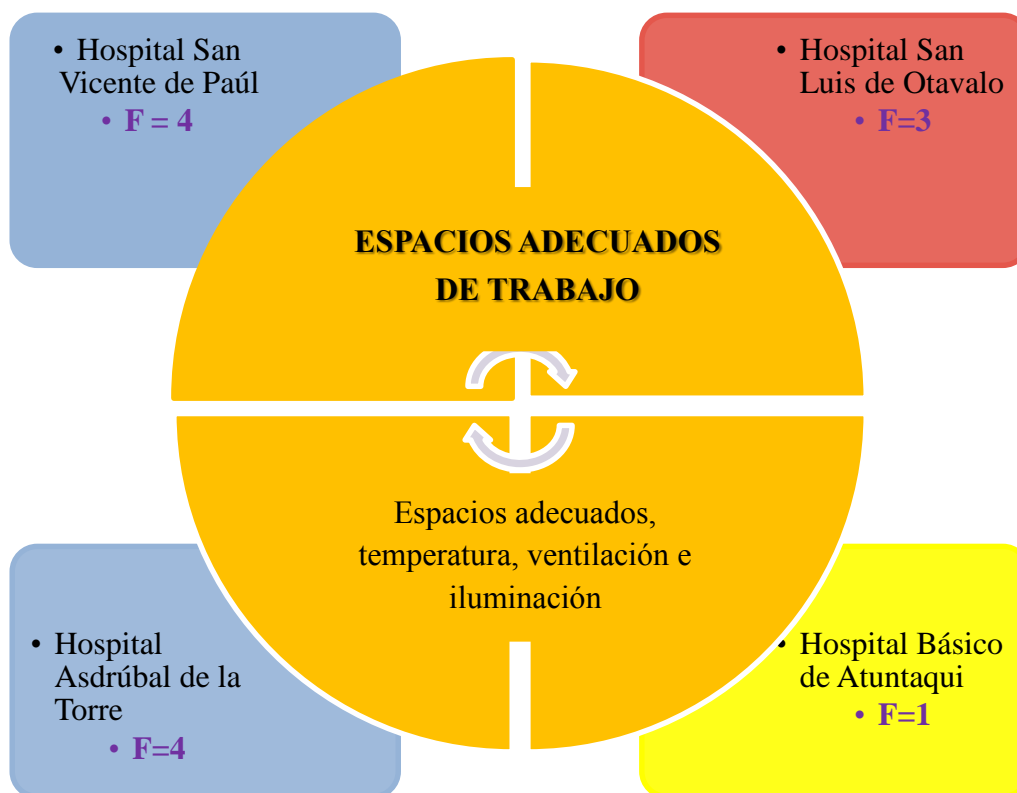 • Hospital San
Vicente de Paúl
• F = 4
• Hospital San
Luis de Otavalo
• F=3
ESPACIOS ADECUADOS
DE TRABAJO
Espacios adecuados,
temperatura, ventilación e
iluminación
• Hospital
Asdrúbal de la
Torre
• F=4
• Hospital Básico
de Atuntaqui
• F=1